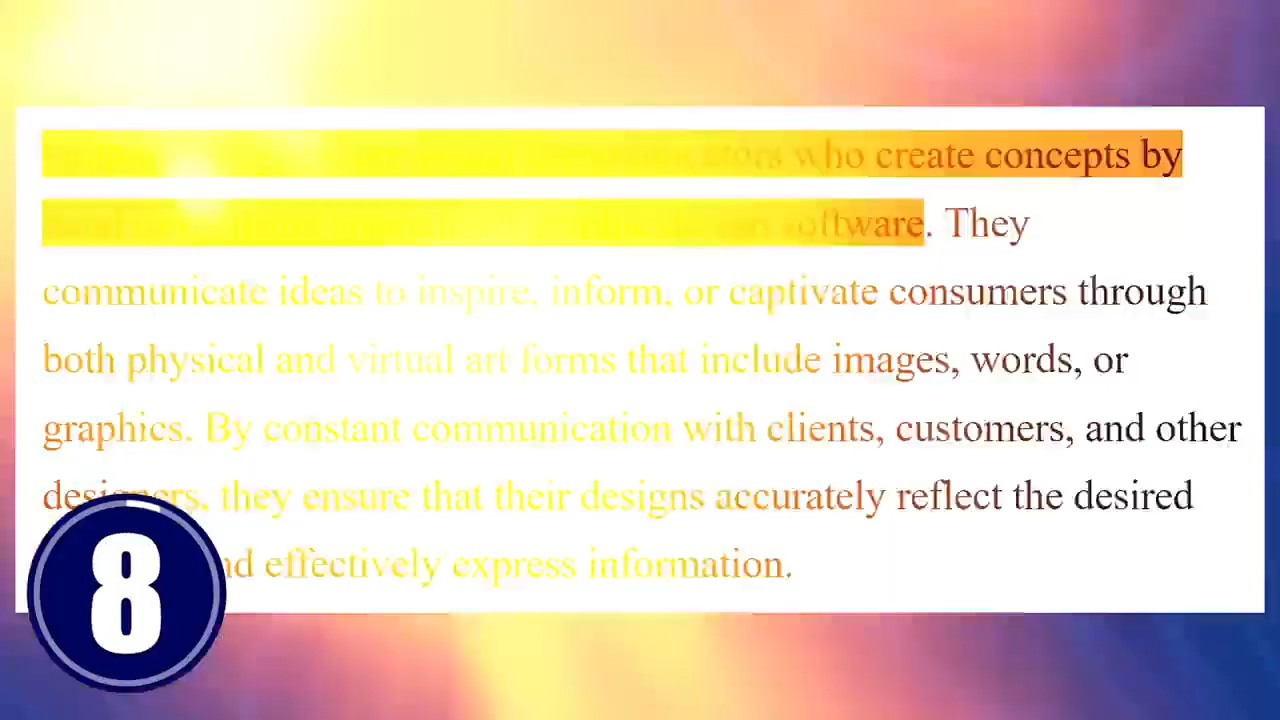 who create concepts by
software. They
communicate ideas to inspire, inform, or captivate consumers through
both physical and virtual art forms that include images, words, or
graphics. By constant communication with clients, customers, and other
designers, they ensure that their designs accurately reflect the desired
effectively express information.
8